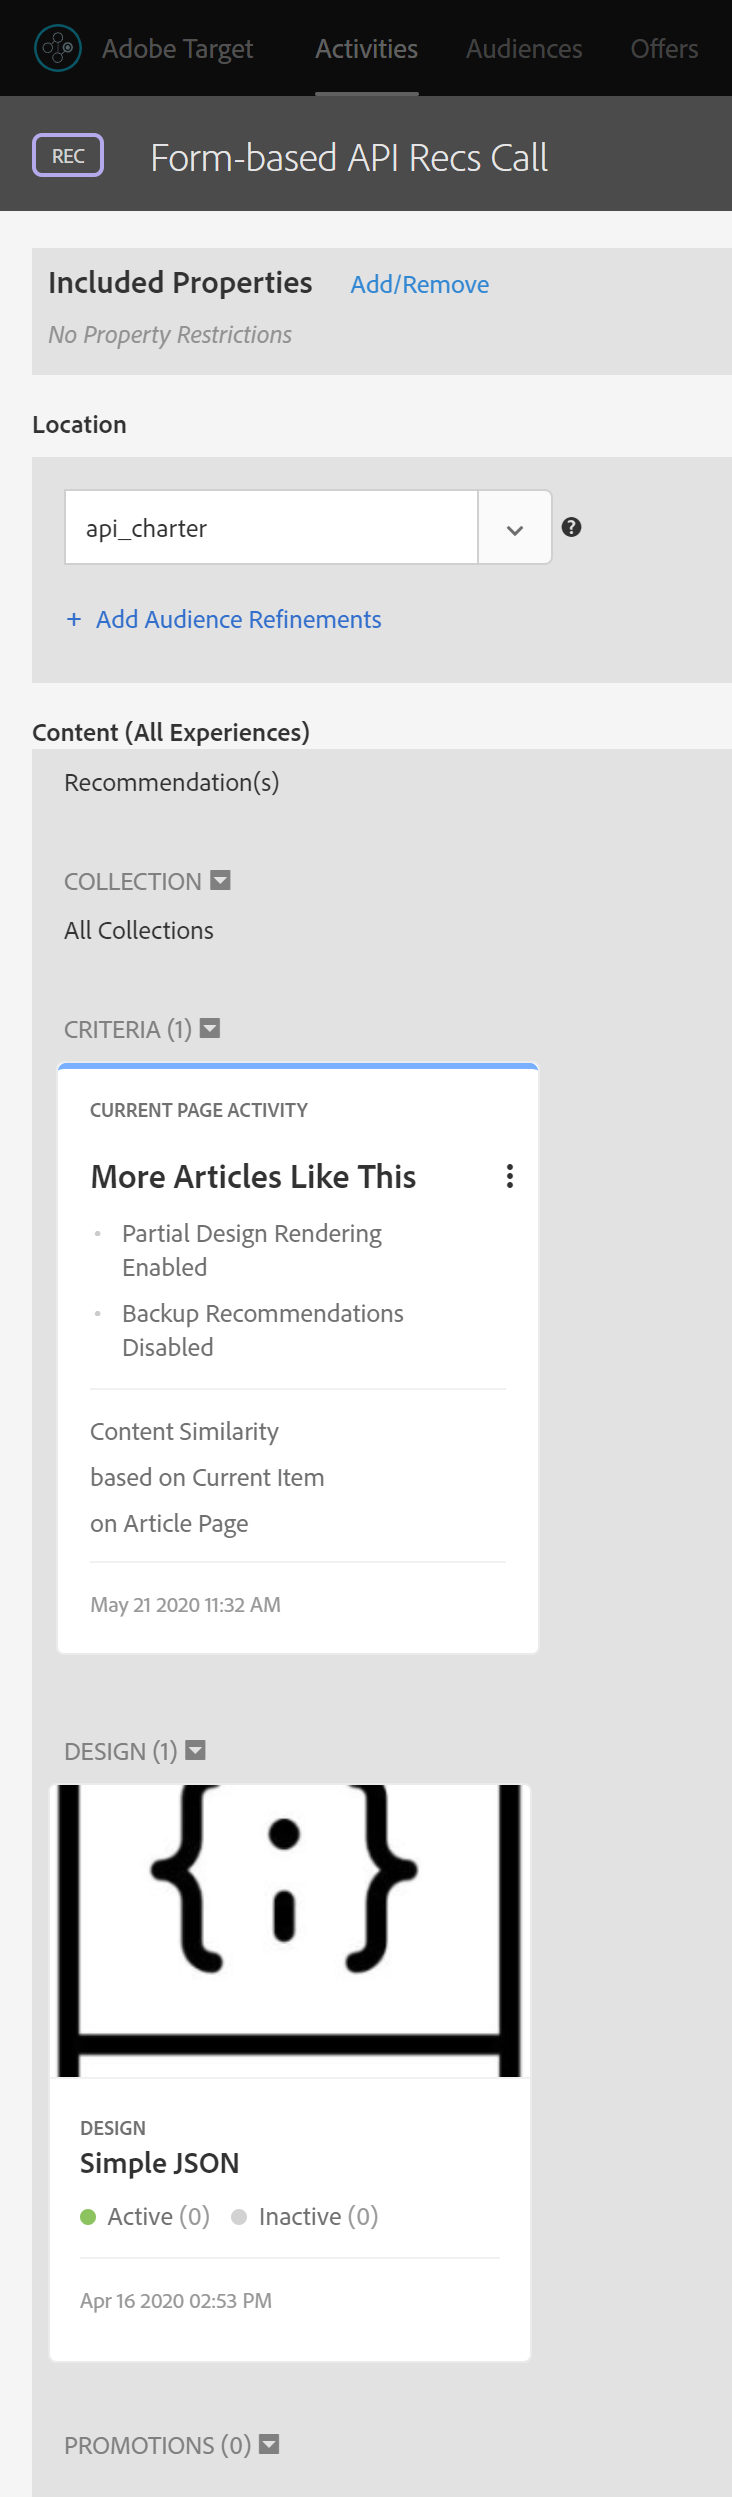 Adobe Target Activities Audiences Offers
REC Form-based API Recs Call
Included Properties Add/Remove
No Property Restrictions
Location
api_charter
+ Add Audience Refinements
Content (All Experiences)
Recommendation(s)
COLLECTION
All Collections
CRITERIA (1)
CURRENT PAGE ACTIVITY
More Articles Like This
• Partial Design Rendering
Enabled
• Backup Recommendations
Disabled
Content Similarity
based on Current Item
on Article Page
May 21 2020 11:32 AM
DESIGN (1)
{;}
DESIGN
Simple JSON
Active (0) Inactive (0)
Apr 16 2020 02:53 PM
PROMOTIONS (0)